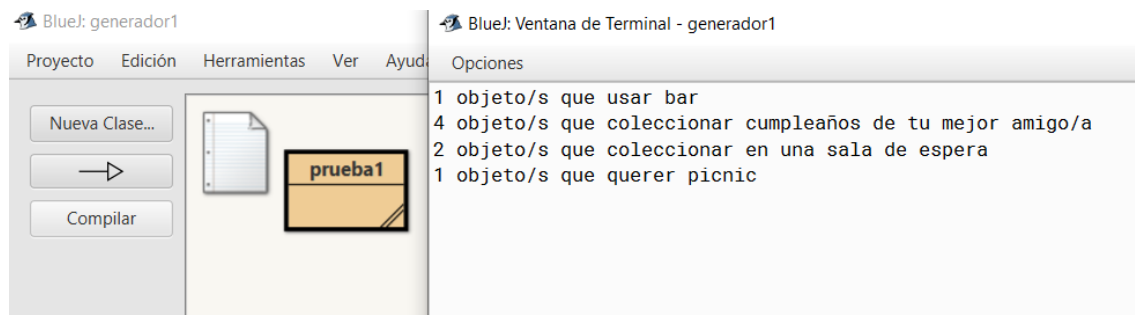 BlueJ: generador1
Proyecto Edición Herramientas Ver Ayuda
Nueva Clase...
Compilar
prueba1
BlueJ: Ventana de Terminal - generador1
Opciones
1 objeto/s que usar bar
4 objeto/s que coleccionar cumpleaños de tu mejor amigo/a
2 objeto/s que coleccionar en una sala de espera
1 objeto/s que querer picnic